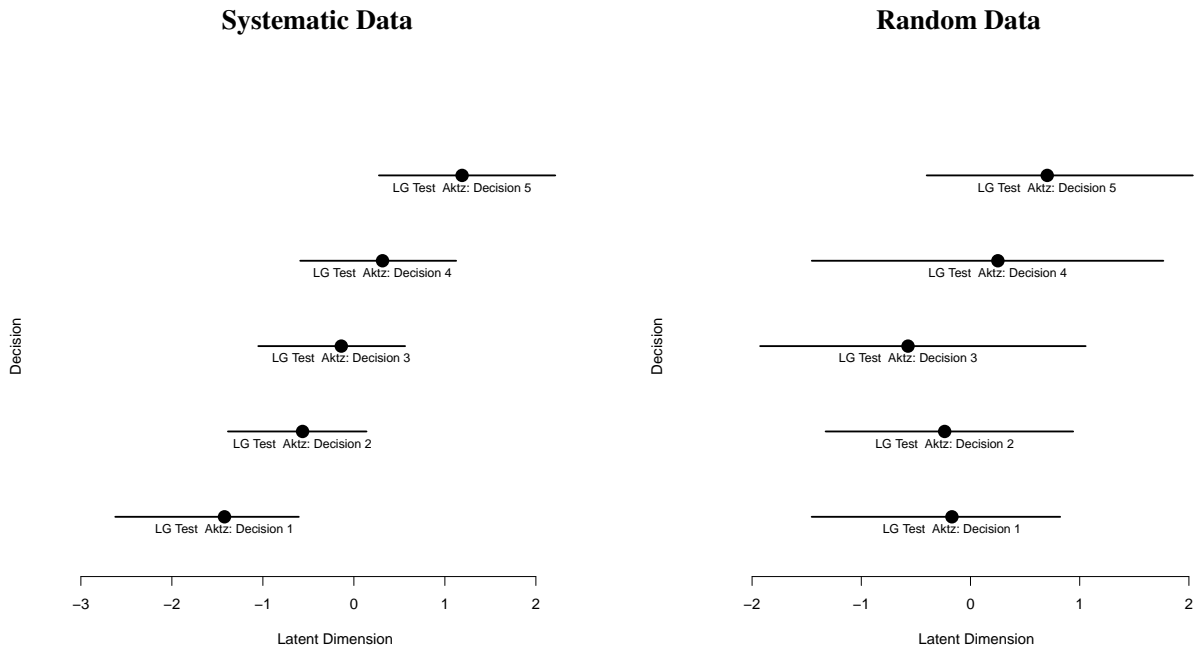 Systematic Data
LG Test Aktz: Decision 5
LG Test Aktz: Decision 4
LG Test Aktz: Decision 3
LG Test Aktz: Decision 2
LG Test Aktz: Decision 1
Decision
−3 −2 −1 0 1 2
Latent Dimension
Random Data
LG Test Aktz: Decision 5
LG Test Aktz: Decision 4
LG Test Aktz: Decision 3
LG Test Aktz: Decision 2
LG Test Aktz: Decision 1
Decision
−2 −1 0 1 2
Latent Dimension